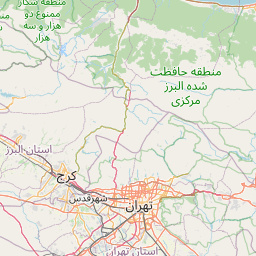 منطقه شکار
ممنوع دو
هزار و سه
هزار
منطقه حفاظت
شده البرز
مرکزی
استان البرز
کرج
شهرقدس
تهران
استان تهران